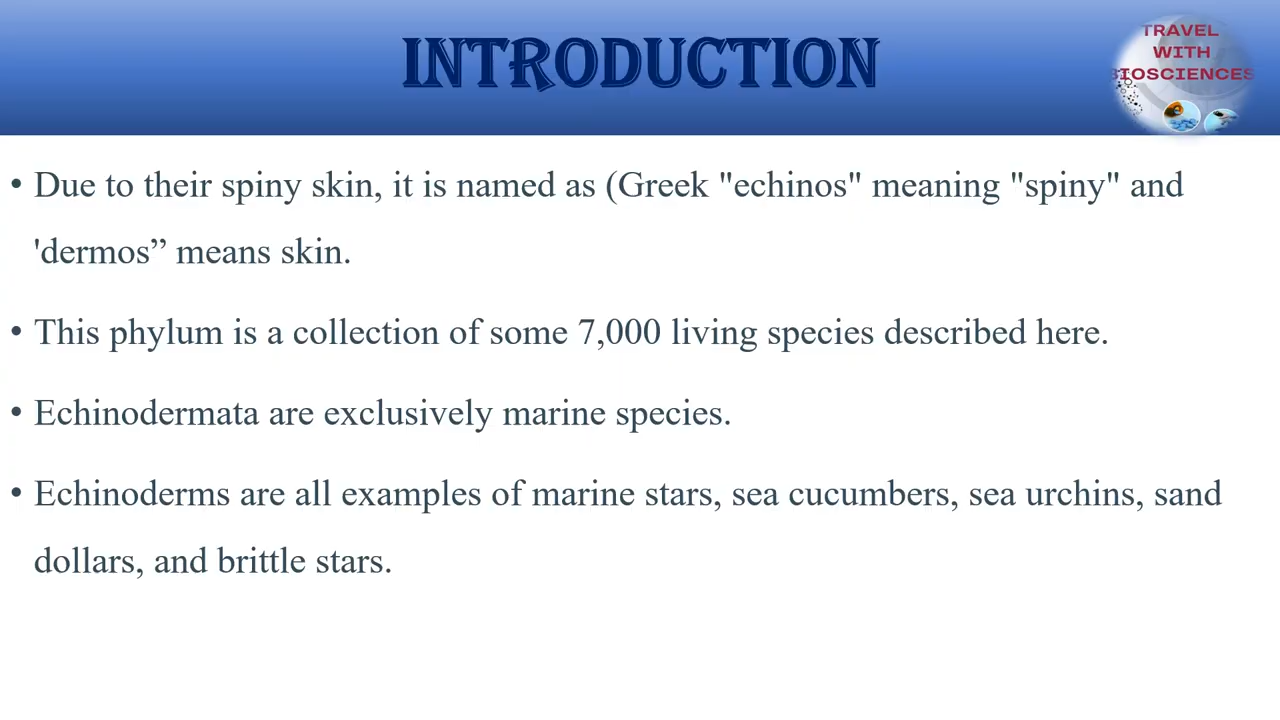 INTRODUCTION
TRAVEL
WITH
BIOSCIENCES
• Due to their spiny skin, it is named as (Greek "echinos" meaning "spiny" and
'dermos” means skin.
• This phylum is a collection of some 7,000 living species described here.
• Echinodermata are exclusively marine species.
• Echinoderms are all examples of marine stars, sea cucumbers, sea urchins, sand
dollars, and brittle stars.